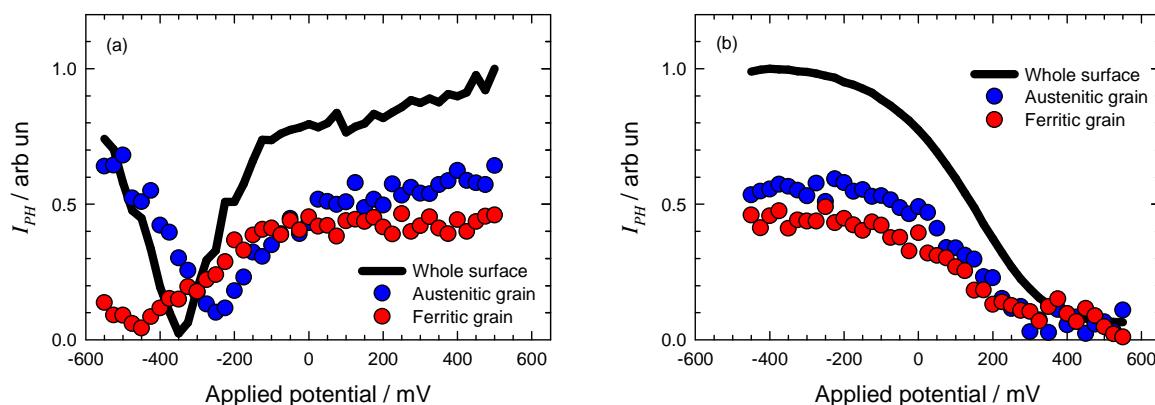 (a)
1.0
0.5
0.0
I_PH / arb un
-600 -400 -200 0 200 400 600
Applied potential / mV
Whole surface
Austenitic grain
Ferritic grain
(b)
1.0
0.5
0.0
I_PH / arb un
-600 -400 -200 0 200 400 600
Applied potential / mV
Whole surface
Austenitic grain
Ferritic grain